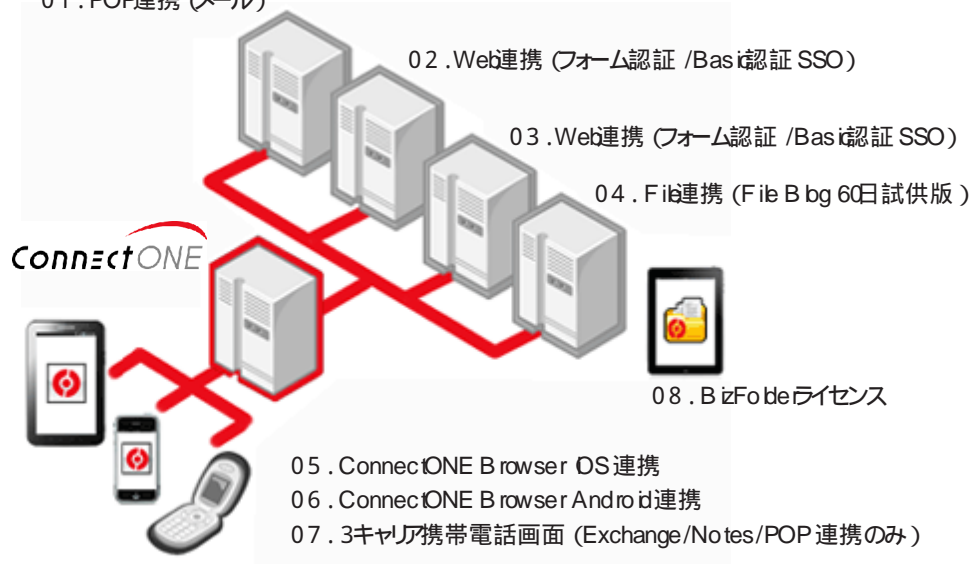 01.POP連携 (メール)
02.Web連携 (フォーム認証 /Basic認証 SSO)
03.Web連携 (フォーム認証 /Basic認証 SSO)
04.File連携 (File Blog 60日試供版)
ConnectONE
08.BizFolderライセンス
05.ConnectONE Browser iOS連携
06.ConnectONE Browser Android連携
07.3キャリア携帯電話画面 (Exchange/Notes/POP連携のみ)